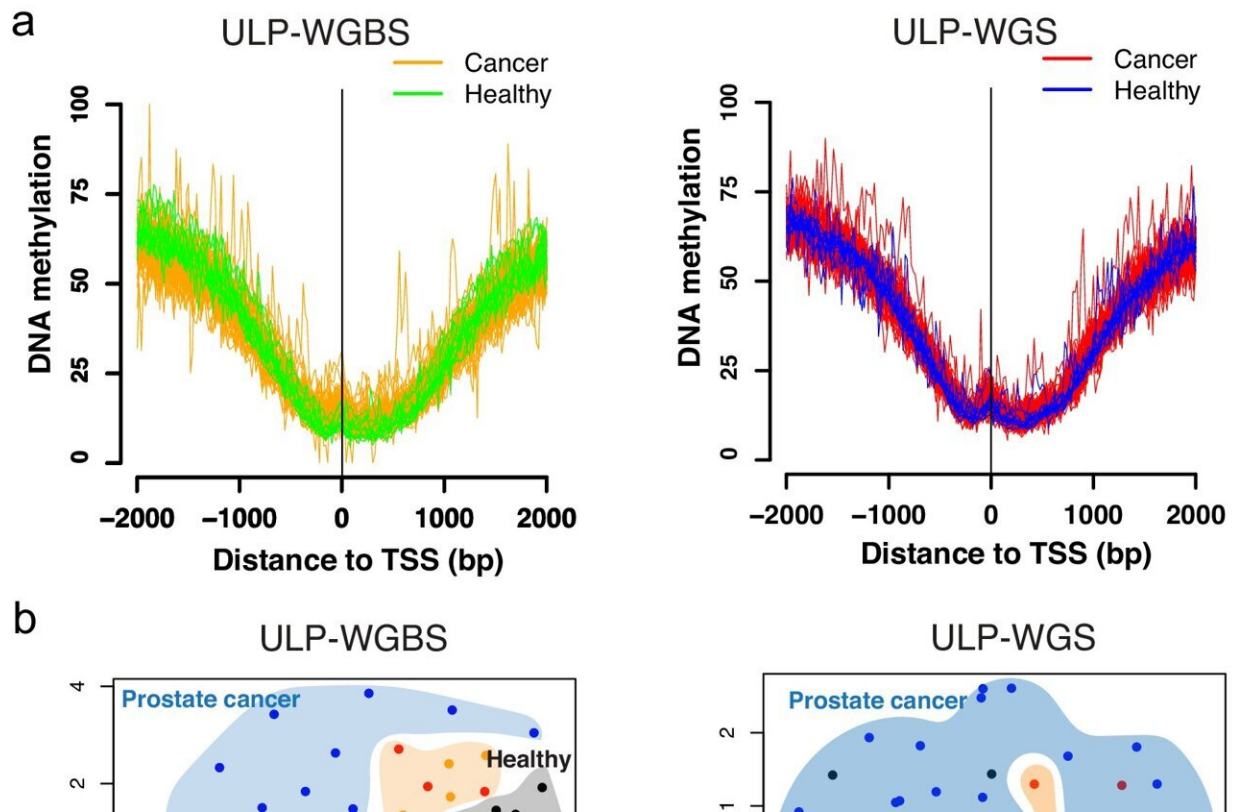 a
ULP-WGBS
Cancer
Healthy
DNA methylation
100
75
50
25
0
−2000 −1000 0 1000 2000
Distance to TSS (bp)
ULP-WGS
Cancer
Healthy
DNA methylation
100
75
50
25
0
−2000 −1000 0 1000 2000
Distance to TSS (bp)
b
ULP-WGBS
Prostate cancer
Healthy
4
2
ULP-WGS
Prostate cancer
2
1